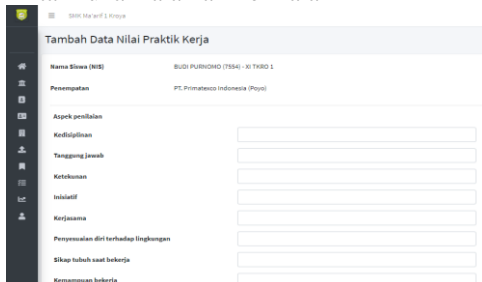 SMK Ma'arif 1 Kroya
Tambah Data Nilai Praktik Kerja
Nama Siswa (NIS) BUDI PURNOMO (7554) - XI TKRO 1
Penempatan PT. Primatexco Indonesia (Poyo)
Aspek penilaian
Kedisiplinan
Tanggung jawab
Ketekunan
Inisiatif
Kerjasama
Penyesuaian diri terhadap lingkungan
Sikap tubuh saat bekerja
Kemampuan bekerja